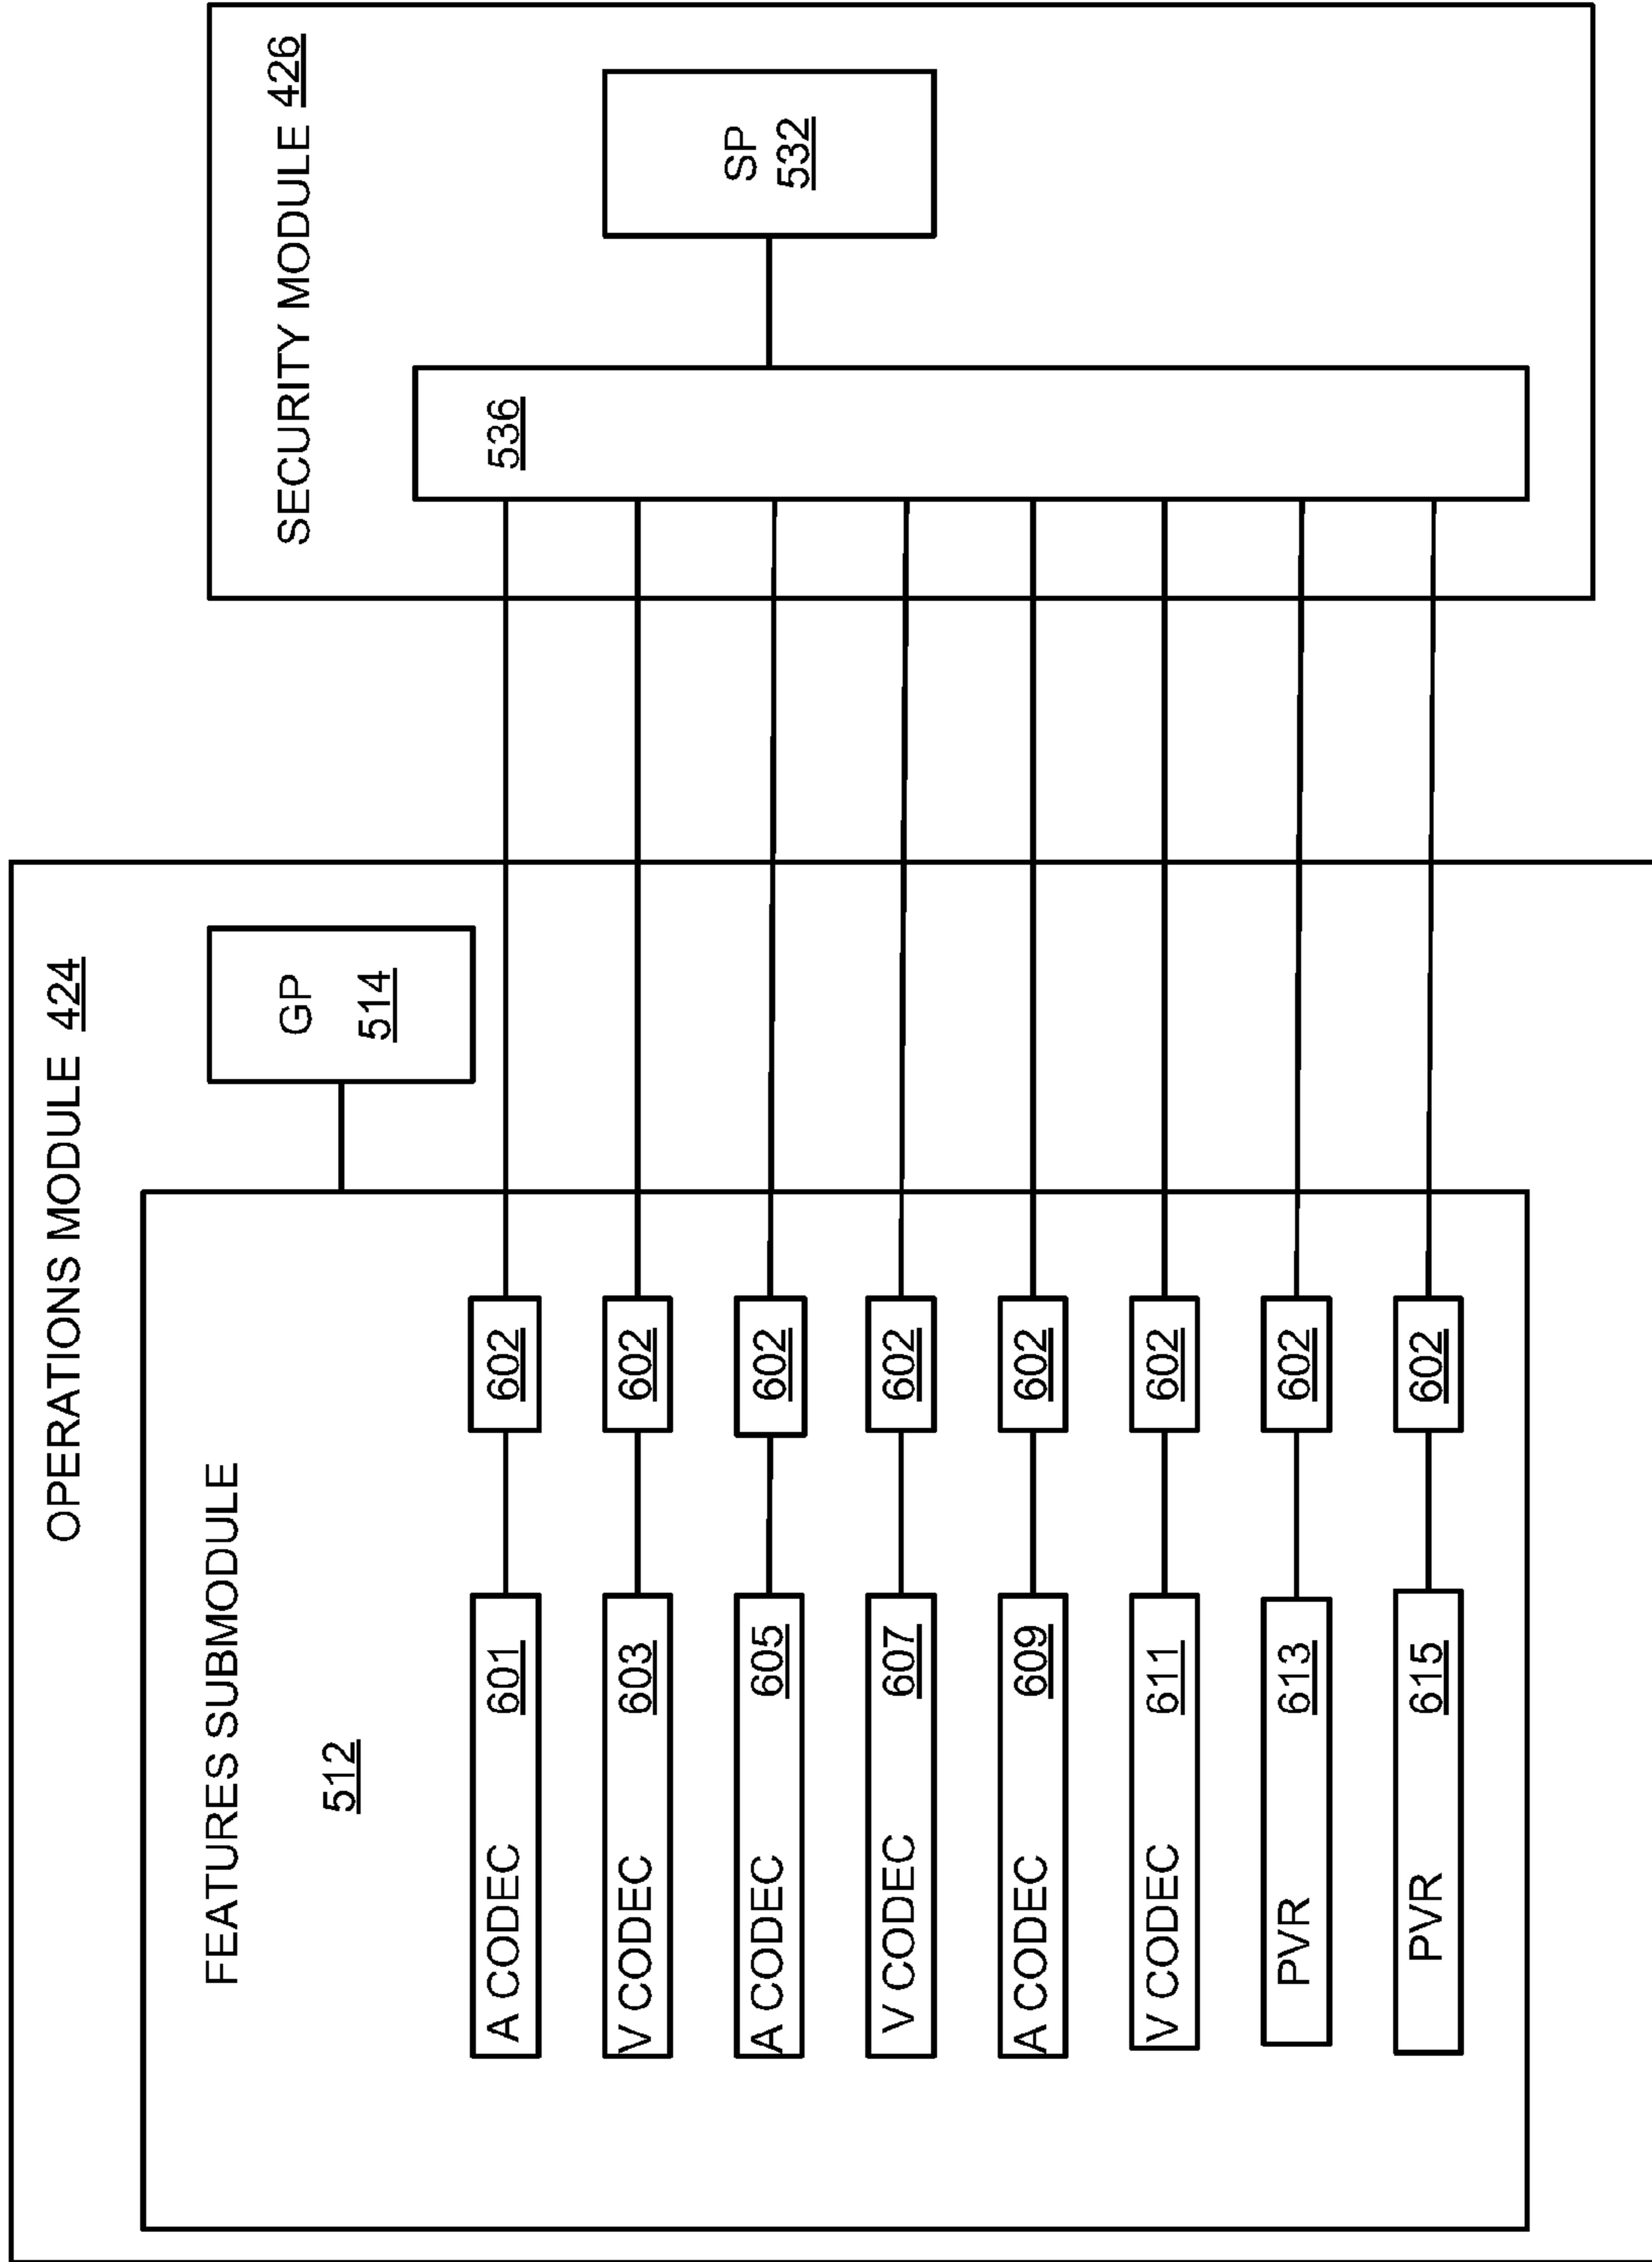 OPERATIONS MODULE 424
FEATURES SUBMODULE
512
GP
514
A CODEC 601
602
V CODEC 603
602
A CODEC 605
602
V CODEC 607
602
A CODEC 609
602
V CODEC 611
602
PVR 613
602
PVR 615
602
SECURITY MODULE 426
536
SP
532